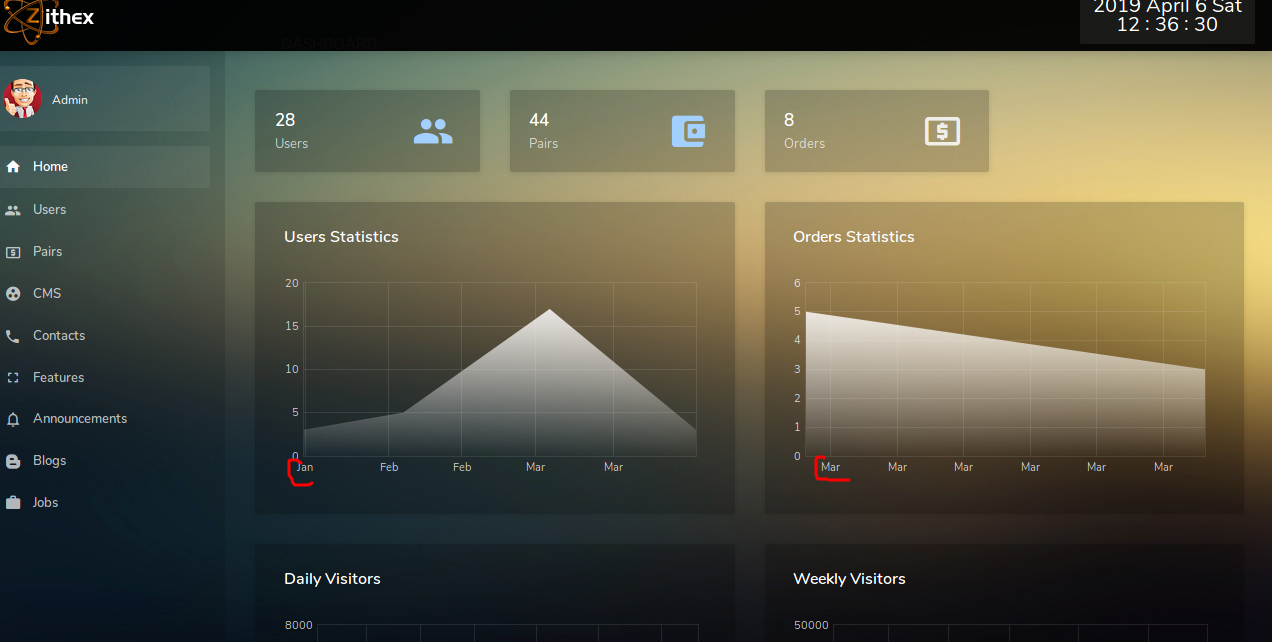 Zithex
2019 April 6 Sat
12 : 36 : 30
DASHBOARD
Admin
Home
Users
Pairs
CMS
Contacts
Features
Announcements
Blogs
Jobs
28
Users
44
Pairs
8
Orders
Users Statistics
20
15
10
5
0
Jan Feb Feb Mar Mar
Orders Statistics
6
5
4
3
2
1
0
Mar Mar Mar Mar Mar Mar
Daily Visitors
8000
Weekly Visitors
50000